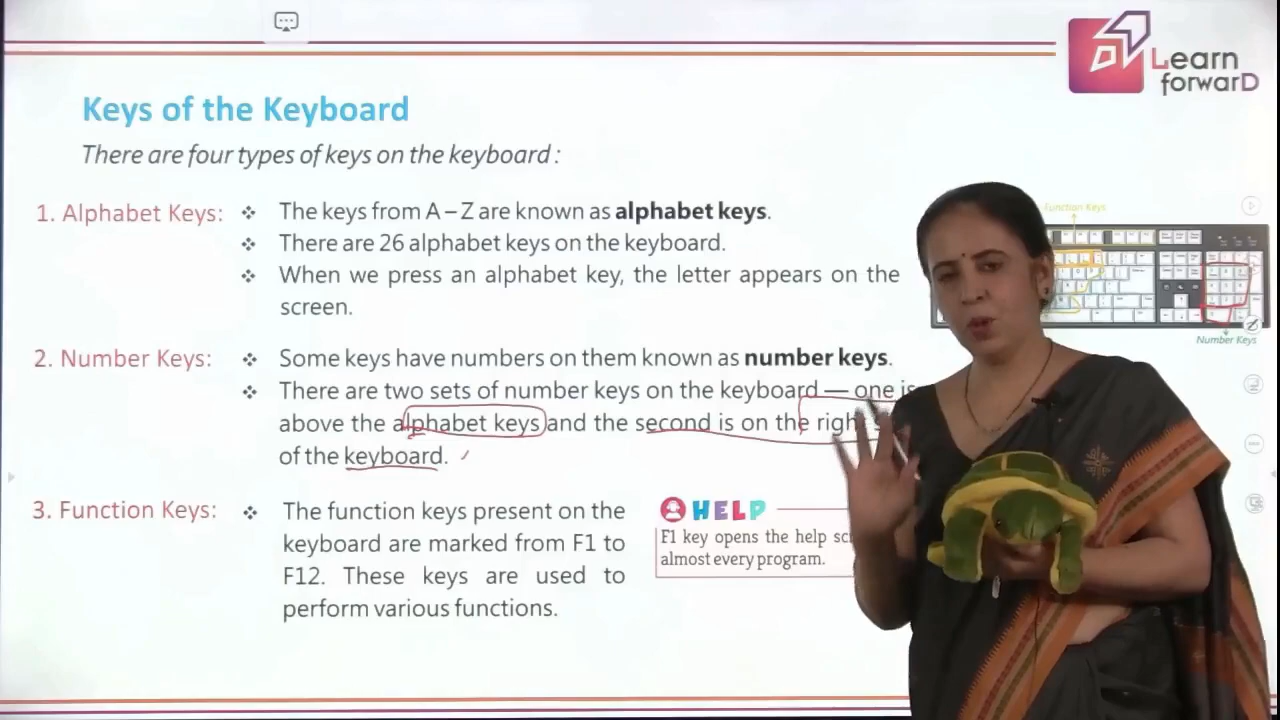 Learn
forwarD
Keys of the Keyboard
There are four types of keys on the keyboard :
1. Alphabet Keys:
❖ The keys from A – Z are known as alphabet keys.
❖ There are 26 alphabet keys on the keyboard.
❖ When we press an alphabet key, the letter appears on the
screen.
Function Keys
Number Keys
2. Number Keys:
❖ Some keys have numbers on them known as number keys.
❖ There are two sets of number keys on the keyboard — one is
above the alphabet keys and the second is on the
of the keyboard.
3. Function Keys:
❖ The function keys present on the
keyboard are marked from F1 to
F12. These keys are used to
perform various functions.
HELP
F1 key opens the help
almost every program.